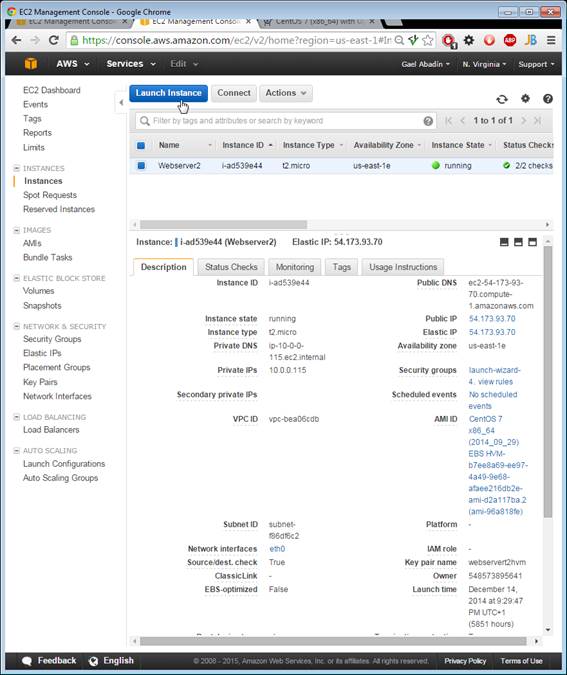 EC2 Management Console - Google Chrome
EC2 Management Con
EC2 Management Con
CentOS 7 (x86_64) with U
https://console.aws.amazon.com/ec2/v2/home?region=us-east-1#In
AWS Services Edit Gael Abadín N. Virginia Support
EC2 Dashboard
Events
Tags
Reports
Limits
INSTANCES
Instances
Spot Requests
Reserved Instances
IMAGES
AMIs
Bundle Tasks
ELASTIC BLOCK STORE
Volumes
Snapshots
NETWORK & SECURITY
Security Groups
Elastic IPs
Placement Groups
Key Pairs
Network Interfaces
LOAD BALANCING
Load Balancers
AUTO SCALING
Launch Configurations
Auto Scaling Groups
Launch Instance Connect Actions
Filter by tags and attributes or search by keyword 1 to 1 of 1
Name Instance ID Instance Type Availability Zone Instance State Status Checks
Webserver2 i-ad539e44 t2.micro us-east-1e running 2/2 checks
Instance: i-ad539e44 (Webserver2) Elastic IP: 54.173.93.70
Description Status Checks Monitoring Tags Usage Instructions
Instance ID i-ad539e44
Public DNS ec2-54-173-93-
70.compute-
1.amazonaws.com
Instance state running
Public IP 54.173.93.70
Instance type t2.micro
Elastic IP 54.173.93.70
Private DNS ip-10-0-0-
115.ec2.internal
Availability zone us-east-1e
Private IPs 10.0.0.115
Security groups launch-wizard-
4. view rules
Secondary private IPs
Scheduled events No scheduled
events
VPC ID vpc-bea06cdb
AMI ID CentOS 7
x86_64
(2014_09_29)
EBS HVM-
b7ee8a69-ee97-
4a49-9e68-
afaee216db2e-
ami-d2a117ba.2
(ami-96a818fe)
Subnet ID subnet-
f86df6c2
Platform -
Network interfaces eth0
IAM role -
Source/dest. check True
Key pair name webservert2hvm
ClassicLink -
Owner 548573895641
EBS-optimized False
Launch time December 14,
2014 at 9:29:47
PM UTC+1
(5851 hours)
Feedback English © 2008 - 2015, Amazon Web Services, Inc. or its affiliates. All rights reserved. Privacy Policy Terms of Use